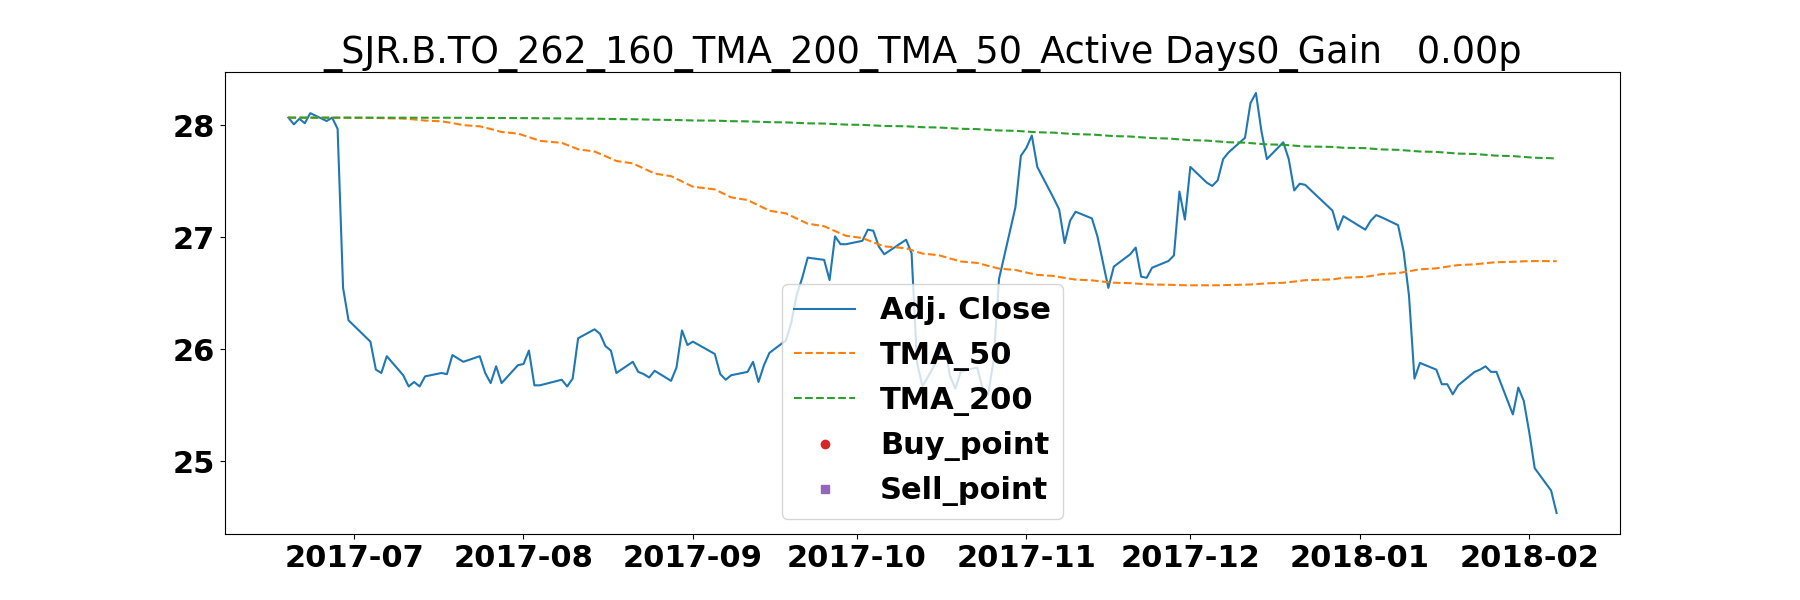 _SJR.B.TO_262_160_TMA_200_TMA_50_Active Days0_Gain   0.00p
28
27
26
25
Adj. Close
TMA_50
TMA_200
Buy_point
Sell_point
2017-07 2017-08 2017-09 2017-10 2017-11 2017-12 2018-01 2018-02